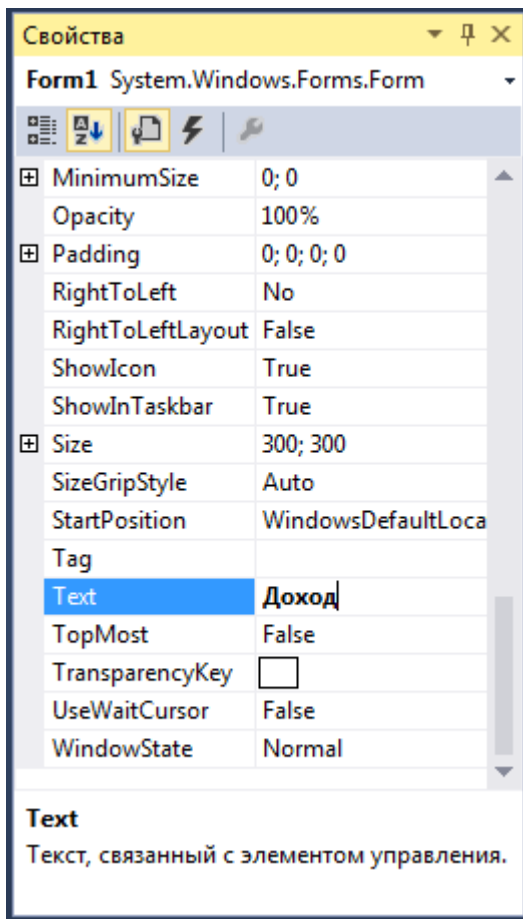 Свойства
Form1 System.Windows.Forms.Form
MinimumSize 0; 0
Opacity 100%
Padding 0; 0; 0; 0
RightToLeft No
RightToLeftLayout False
ShowIcon True
ShowInTaskbar True
Size 300; 300
SizeGripStyle Auto
StartPosition WindowsDefaultLoca
Tag
Text Доход
TopMost False
TransparencyKey
UseWaitCursor False
WindowState Normal
Text
Текст, связанный с элементом управления.